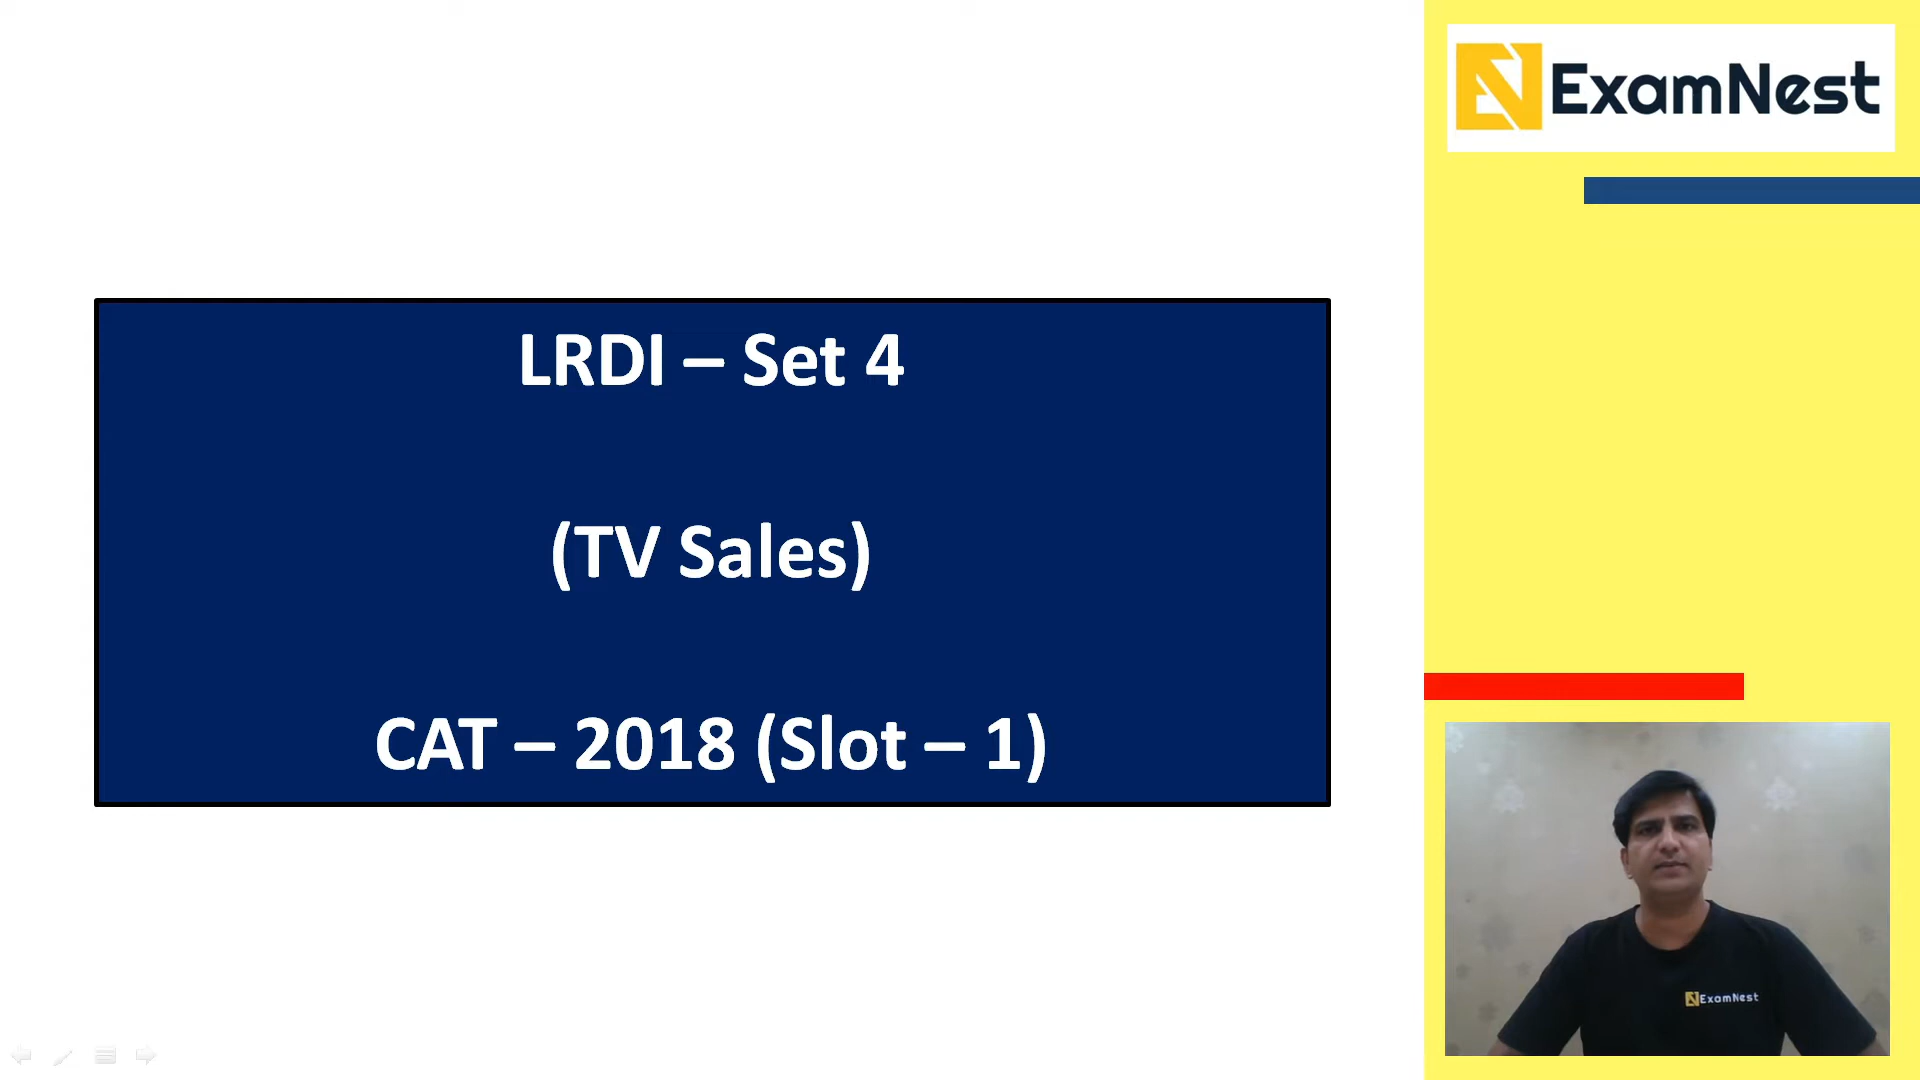 ExamNest
LRDI – Set 4
(TV Sales)
CAT – 2018 (Slot – 1)
ExamNest